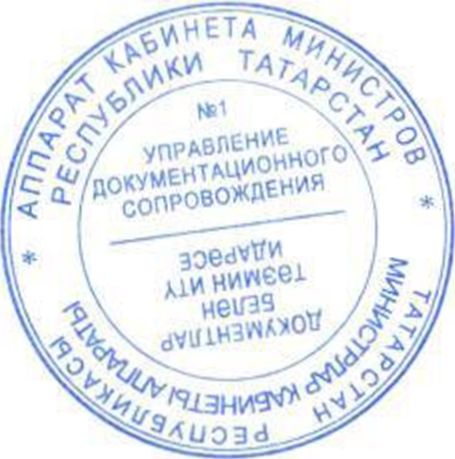 * АППАРАТ КАБИНЕТА МИНИСТРОВ *
РЕСПУБЛИКИ ТАТАРСТАН
№1
УПРАВЛЕНИЕ
ДОКУМЕНТАЦИОННОГО
СОПРОВОЖДЕНИЯ
ДОКУМЕНТЛАР
БЕЛӘН
ТӘЭМИН ИТҮ
ИДАРӘСЕ
ТАТАРСТАН РЕСПУБЛИКАСЫ
МИНИСТРЛАР КАБИНЕТЫ АППАРАТЫ